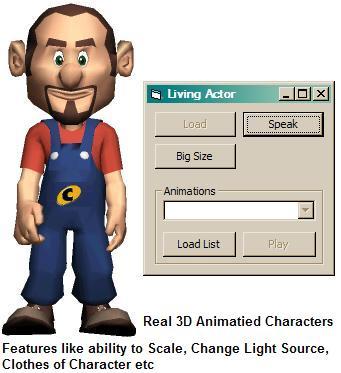 Living Actor
Load
Speak
Big Size
Animations
Load List
Play
C
Real 3D Animatied Characters
Features like ability to Scale, Change Light Source,
Clothes of Character etc